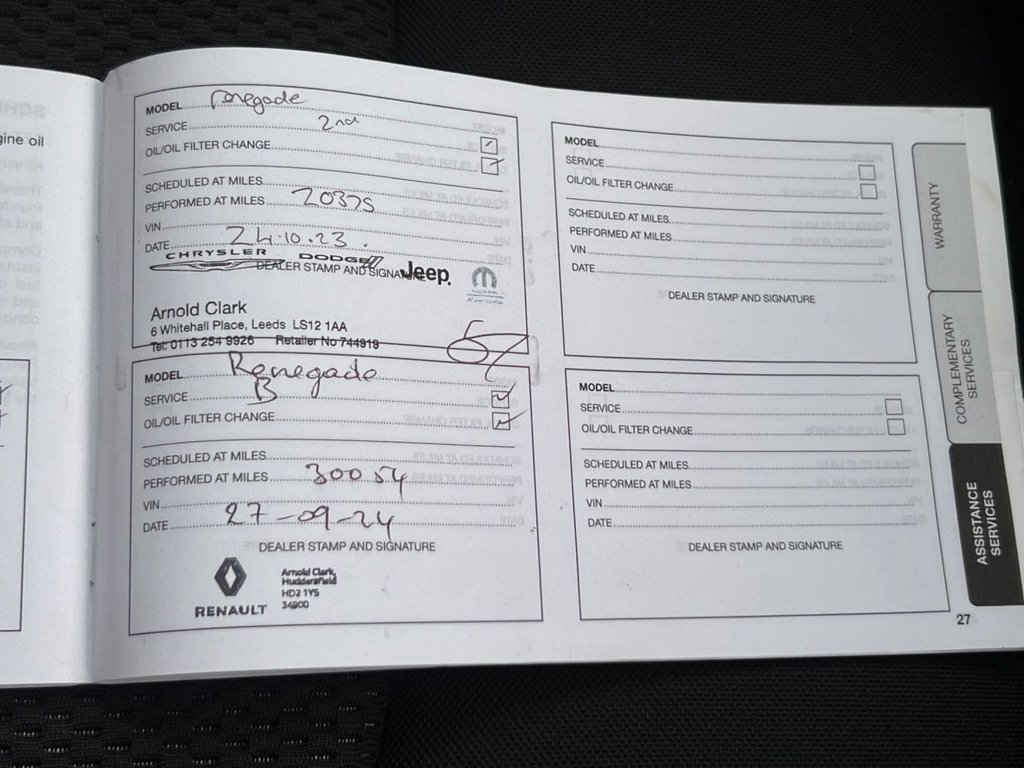 gine oil
MODEL Renegade
SERVICE 2nd
OIL/OIL FILTER CHANGE
SCHEDULED AT MILES
PERFORMED AT MILES 20375
VIN
DATE 24.10.23.
CHRYSLER DODGE Jeep
DEALER STAMP AND SIGNATURE
Arnold Clark
6 Whitehall Place, Leeds LS12 1AA
Tel: 0113 254 9926 Retailer No 744919
MODEL Renegade
SERVICE B
OIL/OIL FILTER CHANGE
SCHEDULED AT MILES
PERFORMED AT MILES 30054
VIN
DATE 27-09-24
DEALER STAMP AND SIGNATURE
RENAULT
Arnold Clark,
Huddersfield
HD2 1YS
34900
MODEL
SERVICE
OIL/OIL FILTER CHANGE
SCHEDULED AT MILES
PERFORMED AT MILES
VIN
DATE
DEALER STAMP AND SIGNATURE
MODEL
SERVICE
OIL/OIL FILTER CHANGE
SCHEDULED AT MILES
PERFORMED AT MILES
VIN
DATE
DEALER STAMP AND SIGNATURE
WARRANTY
COMPLEMENTARY
SERVICES
ASSISTANCE
SERVICES
27